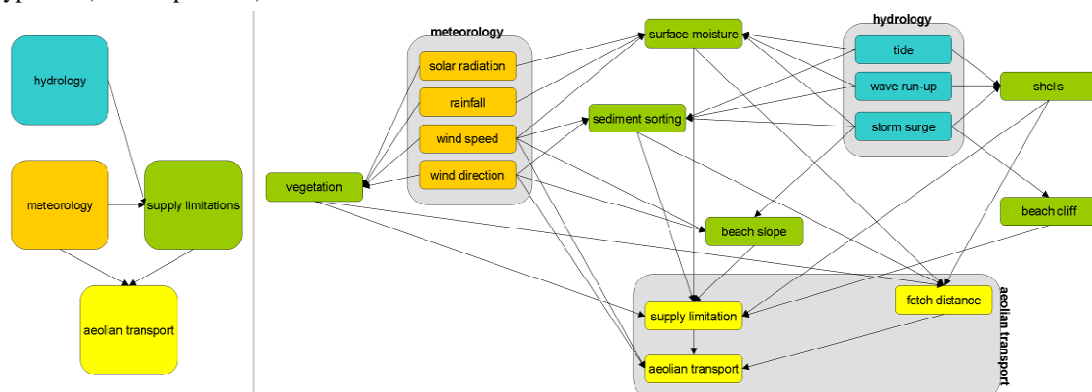 hydrology
meteorology
supply limitations
aeolian transport
meteorology
solar radiation
rainfall
wind speed
wind direction
vegetation
surface moisture
sediment sorting
beach slope
hydrology
tide
wave run-up
storm surge
shells
beach cliff
supply limitation
fetch distance
aeolian transport
aeolian transport